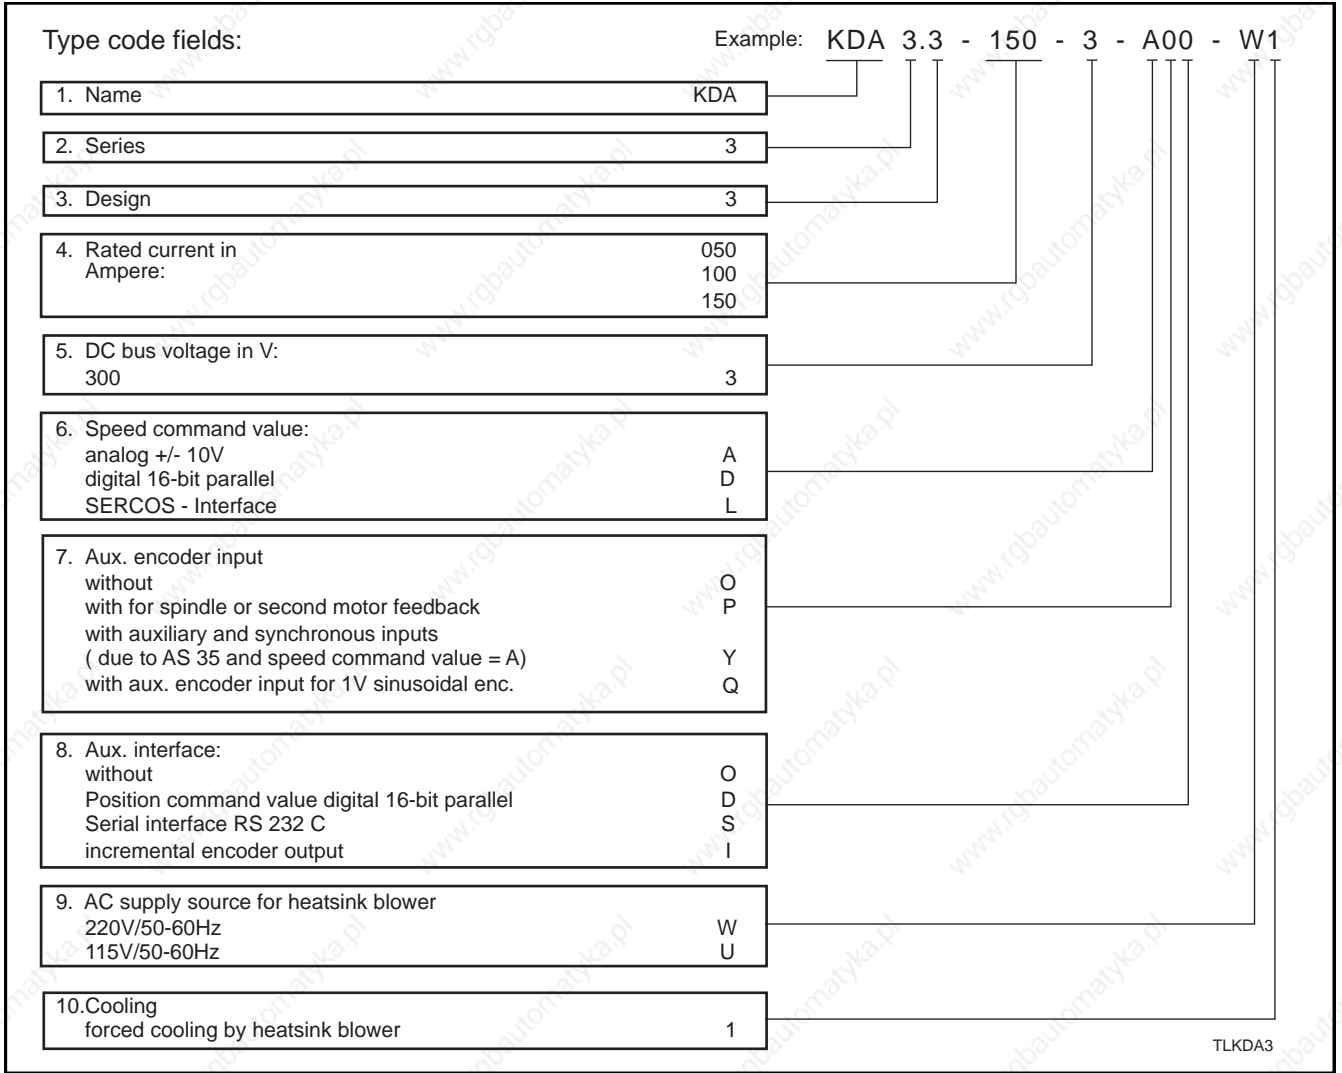 Type code fields:
Example: KDA 3.3 - 150 - 3 - A00 - W1
1. Name KDA
2. Series 3
3. Design 3
4. Rated current in 050
Ampere: 100
150
5. DC bus voltage in V:
300 3
6. Speed command value:
analog +/- 10V A
digital 16-bit parallel D
SERCOS - Interface L
7. Aux. encoder input
without O
with for spindle or second motor feedback P
with auxiliary and synchronous inputs
( due to AS 35 and speed command value = A) Y
with aux. encoder input for 1V sinusoidal enc. Q
8. Aux. interface:
without O
Position command value digital 16-bit parallel D
Serial interface RS 232 C S
incremental encoder output I
9. AC supply source for heatsink blower
220V/50-60Hz W
115V/50-60Hz U
10.Cooling
forced cooling by heatsink blower 1
TLKDA3
www.rgbautomatyka.pl